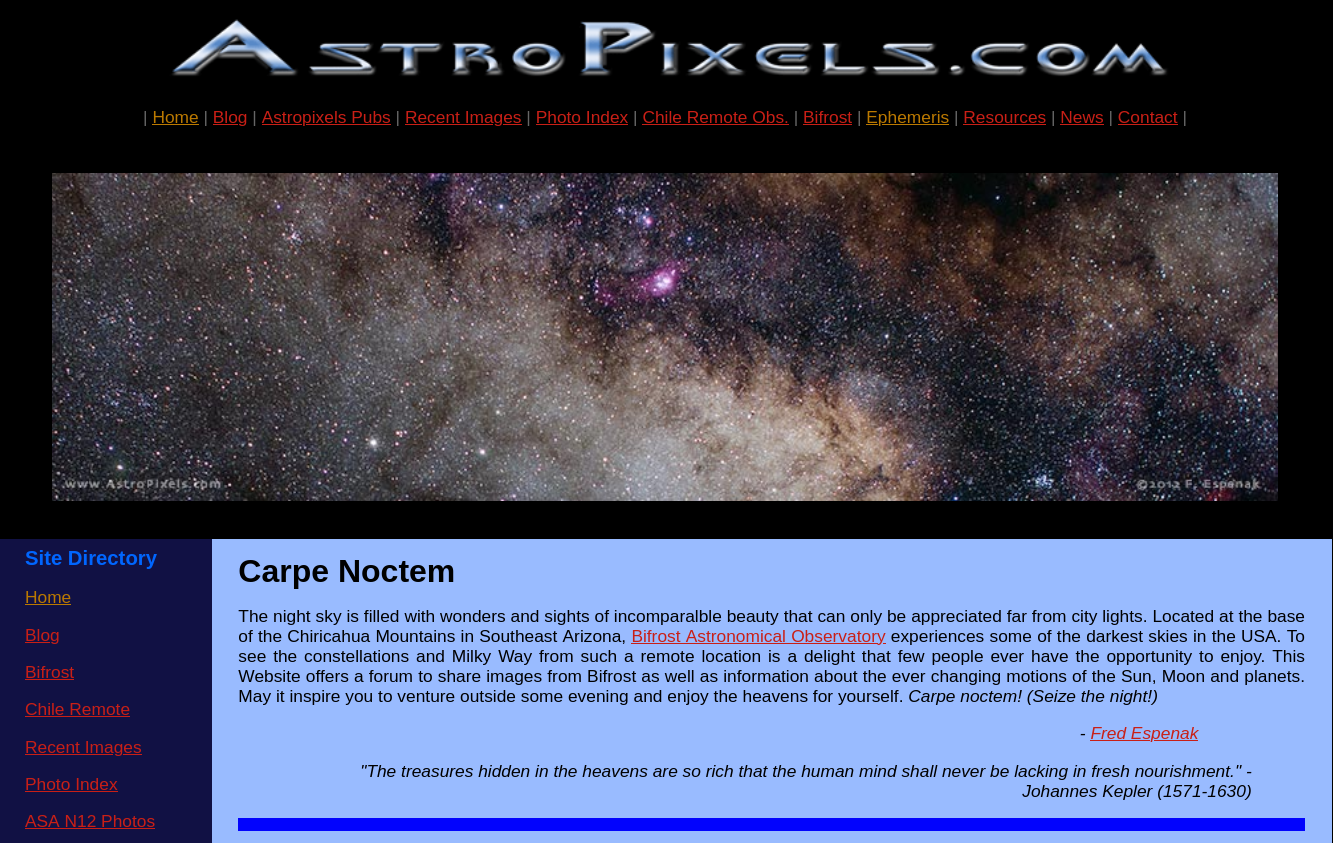 AstroPixels.com
| Home | Blog | Astropixels Pubs | Recent Images | Photo Index | Chile Remote Obs. | Bifrost | Ephemeris | Resources | News | Contact |
www.AstroPixels.com
©2012 F. Espenak
Site Directory
Home
Blog
Bifrost
Chile Remote
Recent Images
Photo Index
ASA N12 Photos
Carpe Noctem
The night sky is filled with wonders and sights of incomparalble beauty that can only be appreciated far from city lights. Located at the base
of the Chiricahua Mountains in Southeast Arizona, Bifrost Astronomical Observatory experiences some of the darkest skies in the USA. To
see the constellations and Milky Way from such a remote location is a delight that few people ever have the opportunity to enjoy. This
Website offers a forum to share images from Bifrost as well as information about the ever changing motions of the Sun, Moon and planets.
May it inspire you to venture outside some evening and enjoy the heavens for yourself. Carpe noctem! (Seize the night!)
- Fred Espenak
"The treasures hidden in the heavens are so rich that the human mind shall never be lacking in fresh nourishment." -
Johannes Kepler (1571-1630)